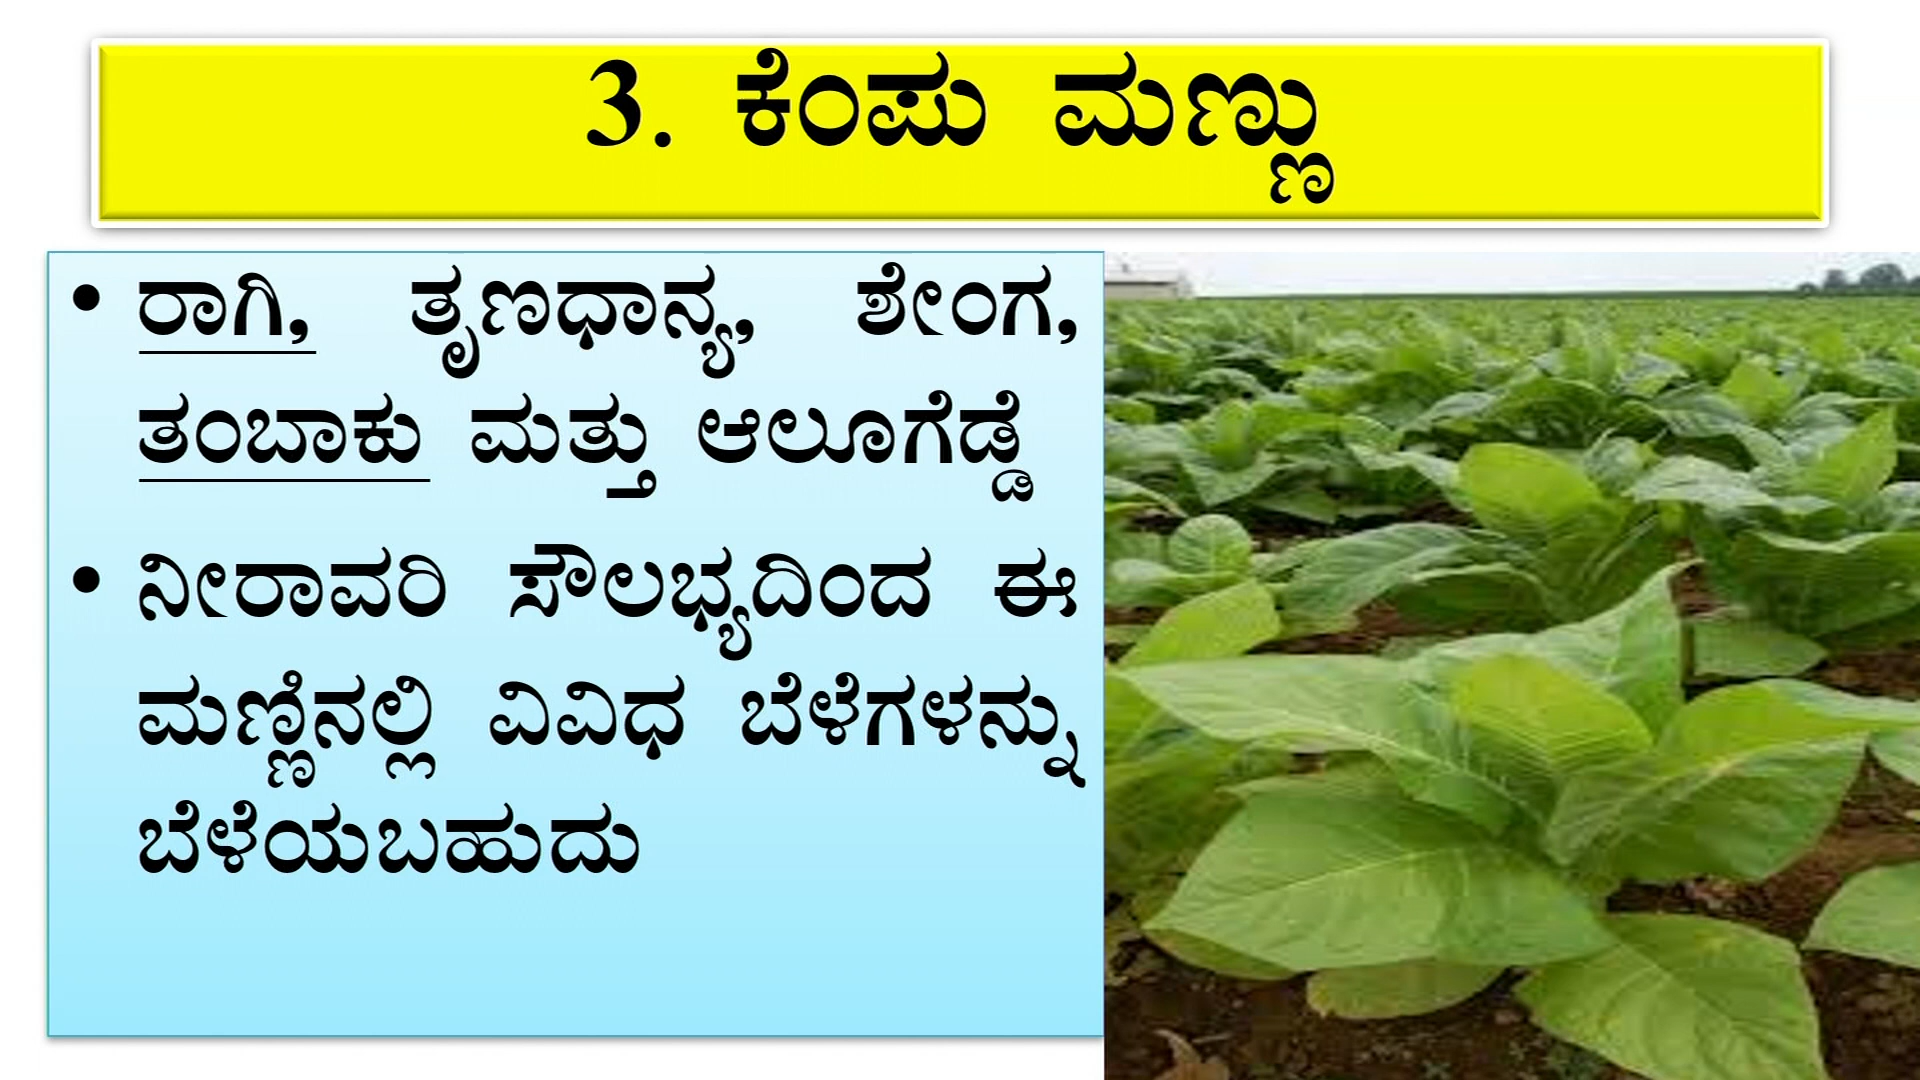 3. ಕೆಂಪು ಮಣ್ಣು
• ರಾಗಿ, ತೃಣಧಾನ್ಯ, ಶೇಂಗ,
ತಂಬಾಕು ಮತ್ತು ಆಲೂಗೆಡ್ಡೆ
• ನೀರಾವರಿ ಸೌಲಭ್ಯದಿಂದ ಈ
ಮಣ್ಣಿನಲ್ಲಿ ವಿವಿಧ ಬೆಳೆಗಳನ್ನು
ಬೆಳೆಯಬಹುದು